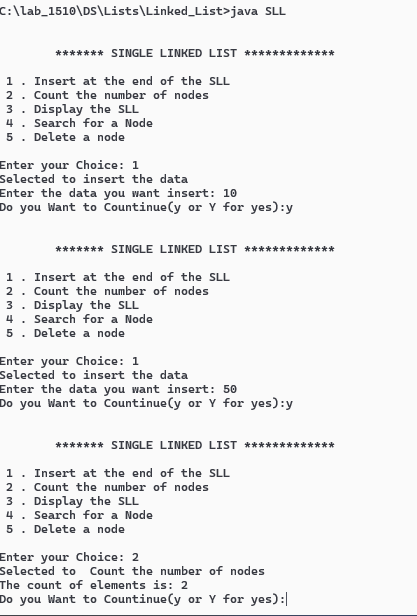 C:\lab_1510\DS\Lists\Linked_List>java SLL
******* SINGLE LINKED LIST *************
1 . Insert at the end of the SLL
2 . Count the number of nodes
3 . Display the SLL
4 . Search for a Node
5 . Delete a node
Enter your Choice: 1
Selected to insert the data
Enter the data you want insert: 10
Do you Want to Countinue(y or Y for yes):y
******* SINGLE LINKED LIST *************
1 . Insert at the end of the SLL
2 . Count the number of nodes
3 . Display the SLL
4 . Search for a Node
5 . Delete a node
Enter your Choice: 1
Selected to insert the data
Enter the data you want insert: 50
Do you Want to Countinue(y or Y for yes):y
******* SINGLE LINKED LIST *************
1 . Insert at the end of the SLL
2 . Count the number of nodes
3 . Display the SLL
4 . Search for a Node
5 . Delete a node
Enter your Choice: 2
Selected to  Count the number of nodes
The count of elements is: 2
Do you Want to Countinue(y or Y for yes):